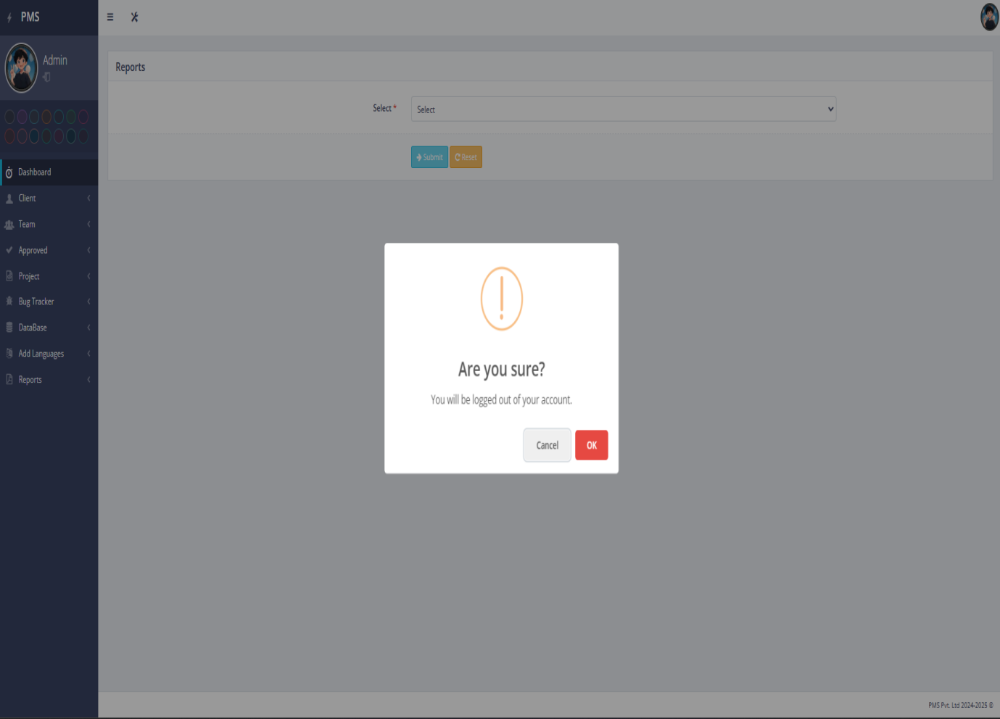 PMS
Admin
Dashboard
Client
Team
Approved
Project
Bug Tracker
DataBase
Add Languages
Reports
Reports
Select *
Select
Submit
Reset
Are you sure?
You will be logged out of your account.
Cancel
OK
PMS Pvt. Ltd 2024-2025 ©